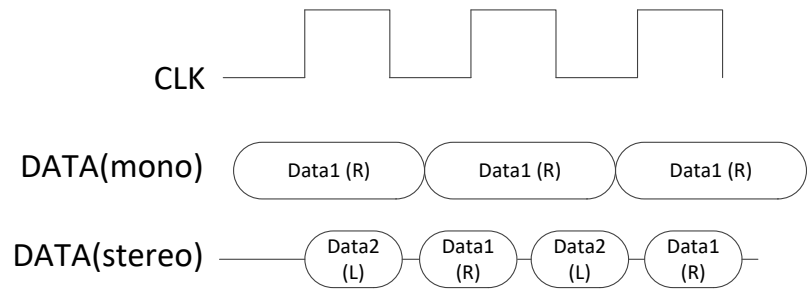 CLK
DATA(mono) Data1 (R) Data1 (R) Data1 (R)
DATA(stereo) Data2 (L) Data1 (R) Data2 (L) Data1 (R)